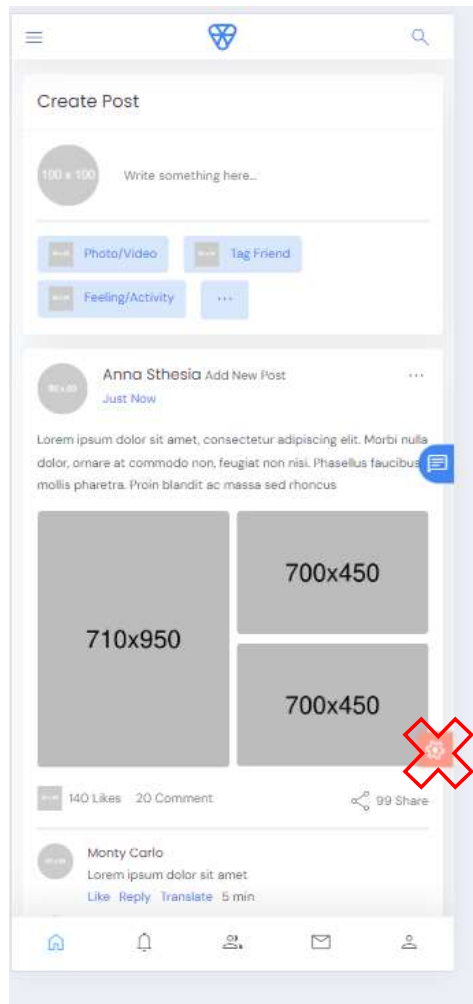 Create Post
100 x 100
Write something here...
Photo/Video
Tag Friend
Feeling/Activity
...
Anna Sthesia Add New Post
...
Just Now
Lorem ipsum dolor sit amet, consectetur adipiscing elit. Morbi nulla
dolor, ornare at commodo non, feugiat non nisi. Phasellus faucibus
mollis pharetra. Proin blandit ac massa sed rhoncus
710x950
700x450
700x450
140 Likes 20 Comment
99 Share
Monty Carlo
Lorem ipsum dolor sit amet
Like Reply Translate 5 min